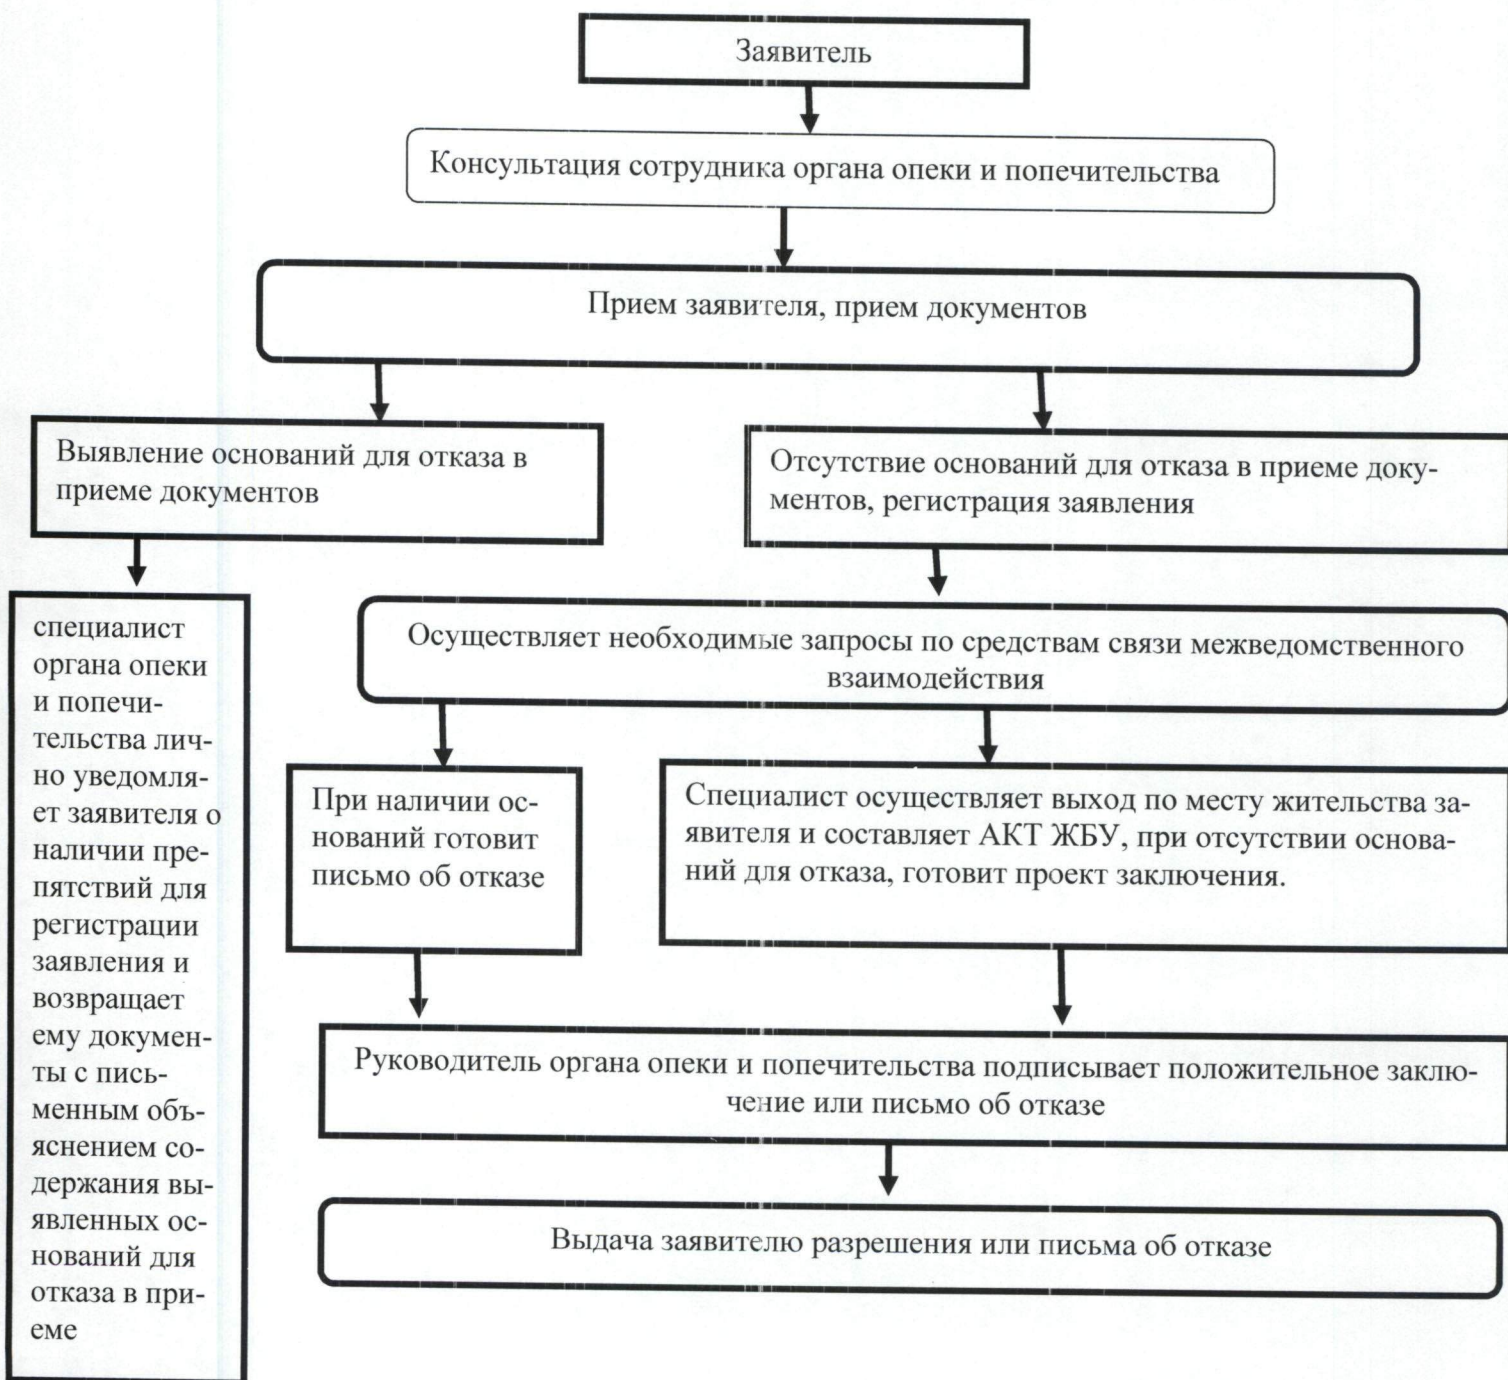 Заявитель
Консультация сотрудника органа опеки и попечительства
Прием заявителя, прием документов
Выявление оснований для отказа в
приеме документов
Отсутствие оснований для отказа в приеме доку-
ментов, регистрация заявления
специалист
органа опеки
и попечи-
тельства лич-
но уведомля-
ет заявителя о
наличии пре-
пятствий для
регистрации
заявления и
возвращает
ему докумен-
ты с пись-
менным объ-
яснением со-
держания вы-
явленных ос-
нований для
отказа в при-
еме
Осуществляет необходимые запросы по средствам связи межведомственного
взаимодействия
При наличии ос-
нований готовит
письмо об отказе
Специалист осуществляет выход по месту жительства за-
явителя и составляет АКТ ЖБУ, при отсутствии основа-
ний для отказа, готовит проект заключения.
Руководитель органа опеки и попечительства подписывает положительное заклю-
чение или письмо об отказе
Выдача заявителю разрешения или письма об отказе